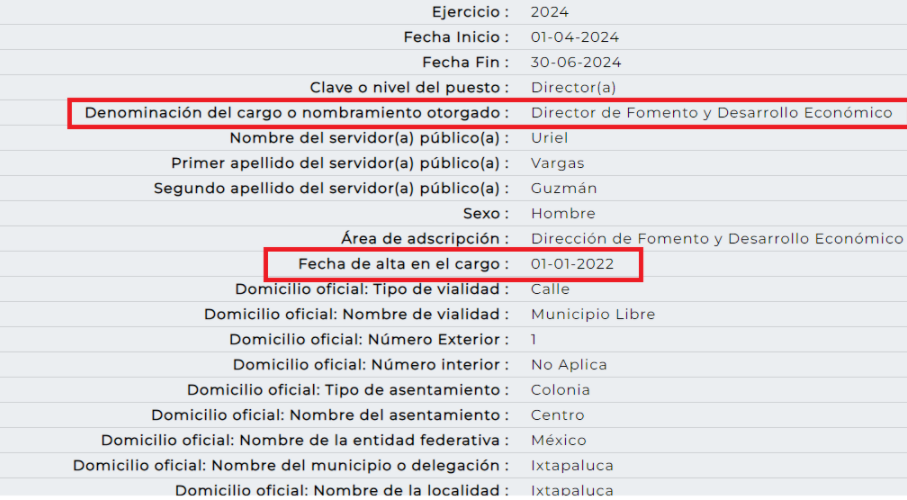 Ejercicio : 2024
Fecha Inicio : 01-04-2024
Fecha Fin : 30-06-2024
Clave o nivel del puesto : Director(a)
Denominación del cargo o nombramiento otorgado : Director de Fomento y Desarrollo Económico
Nombre del servidor(a) público(a) : Uriel
Primer apellido del servidor(a) público(a) : Vargas
Segundo apellido del servidor(a) público(a) : Guzmán
Sexo : Hombre
Área de adscripción : Dirección de Fomento y Desarrollo Económico
Fecha de alta en el cargo : 01-01-2022
Domicilio oficial: Tipo de vialidad : Calle
Domicilio oficial: Nombre de vialidad : Municipio Libre
Domicilio oficial: Número Exterior : 1
Domicilio oficial: Número interior : No Aplica
Domicilio oficial: Tipo de asentamiento : Colonia
Domicilio oficial: Nombre del asentamiento : Centro
Domicilio oficial: Nombre de la entidad federativa : México
Domicilio oficial: Nombre del municipio o delegación : Ixtapaluca
Domicilio oficial: Nombre de la localidad : Ixtapaluca